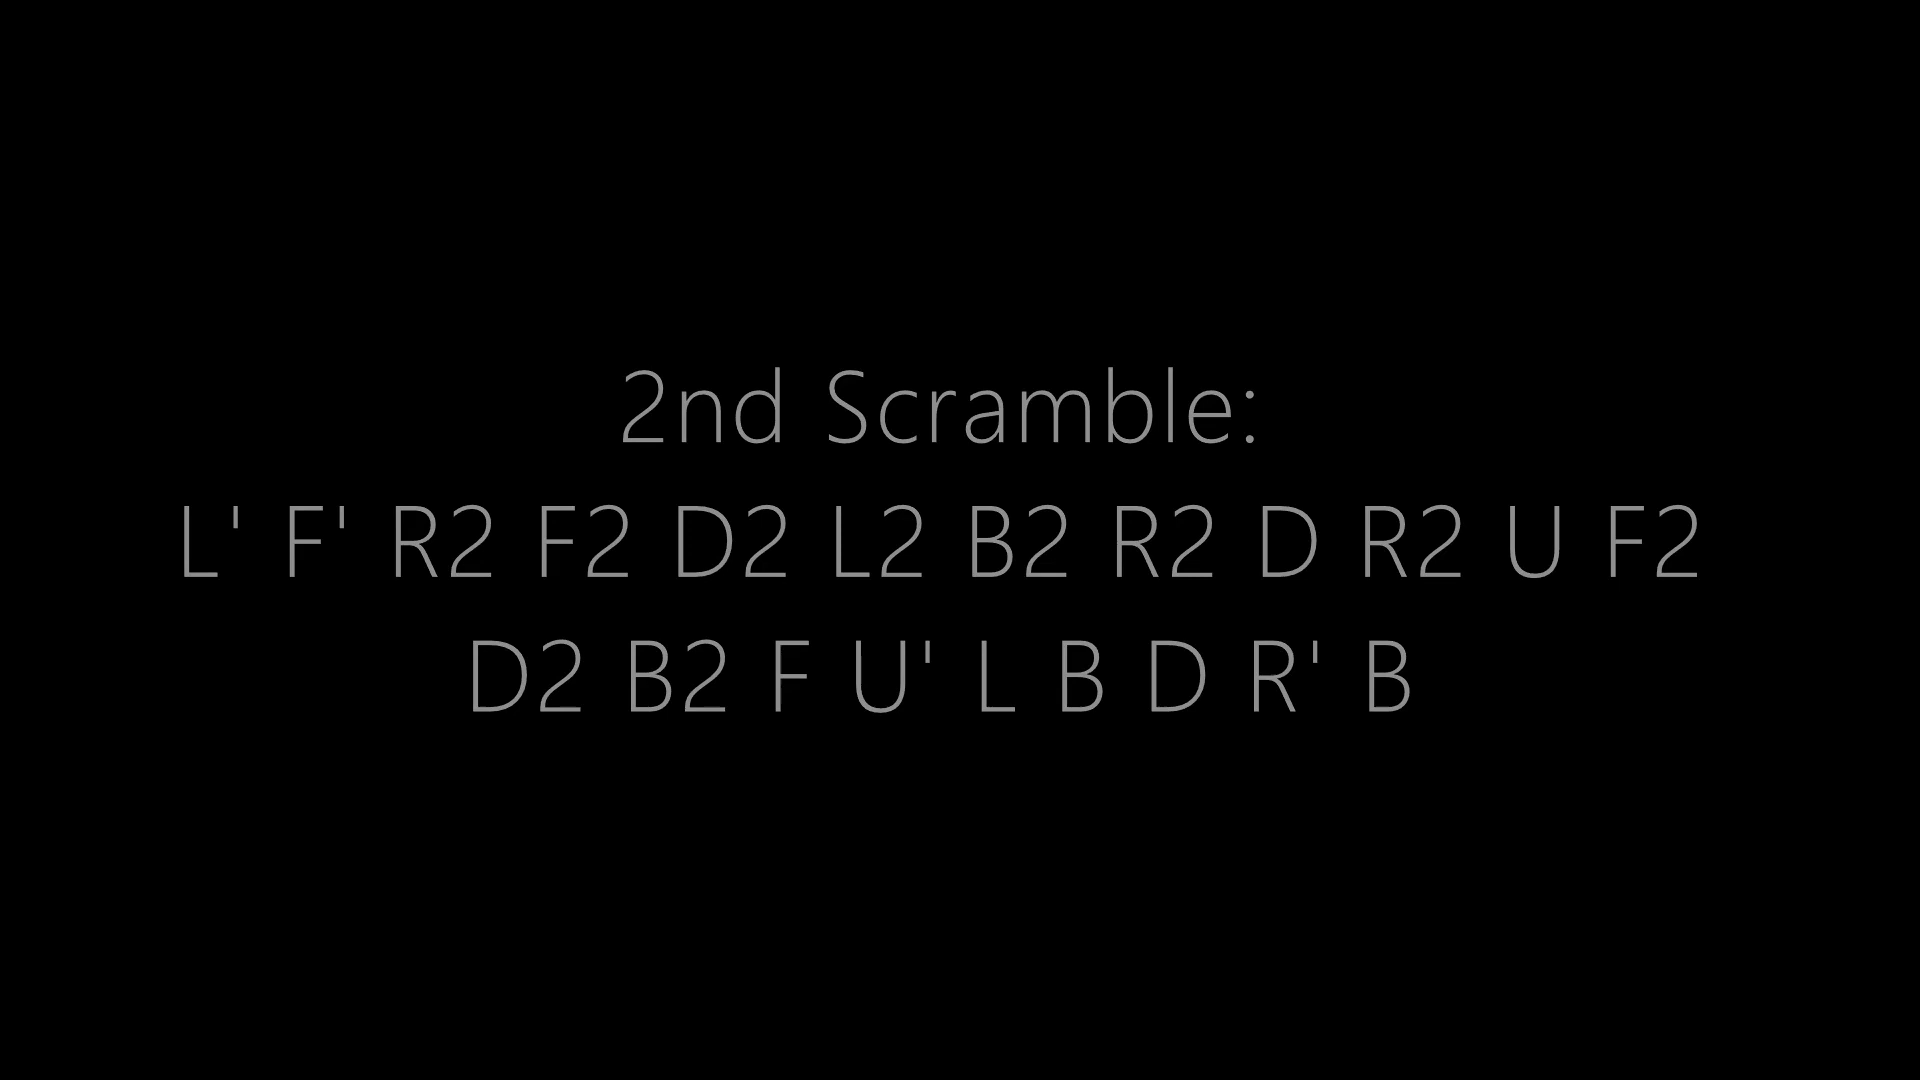 2nd Scramble:
L' F' R2 F2 D2 L2 B2 R2 D R2 U F2
D2 B2 F U' L B D R' B